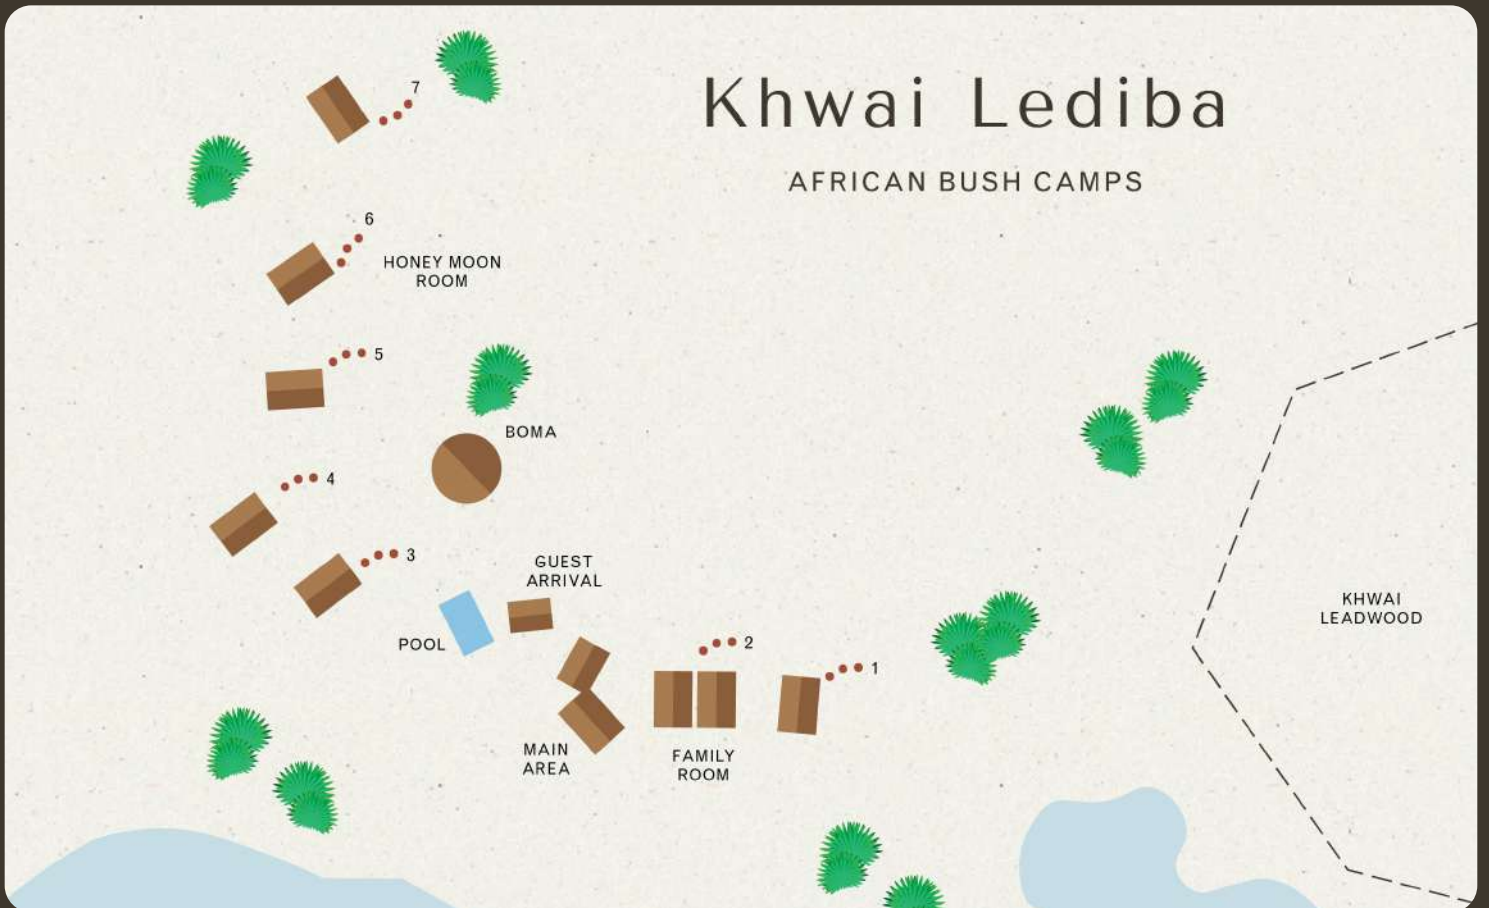 Khwai Lediba
AFRICAN BUSH CAMPS
7
6
HONEY MOON
ROOM
5
BOMA
4
3
GUEST
ARRIVAL
POOL
2
1
MAIN
AREA
FAMILY
ROOM
KHWAI
LEADWOOD